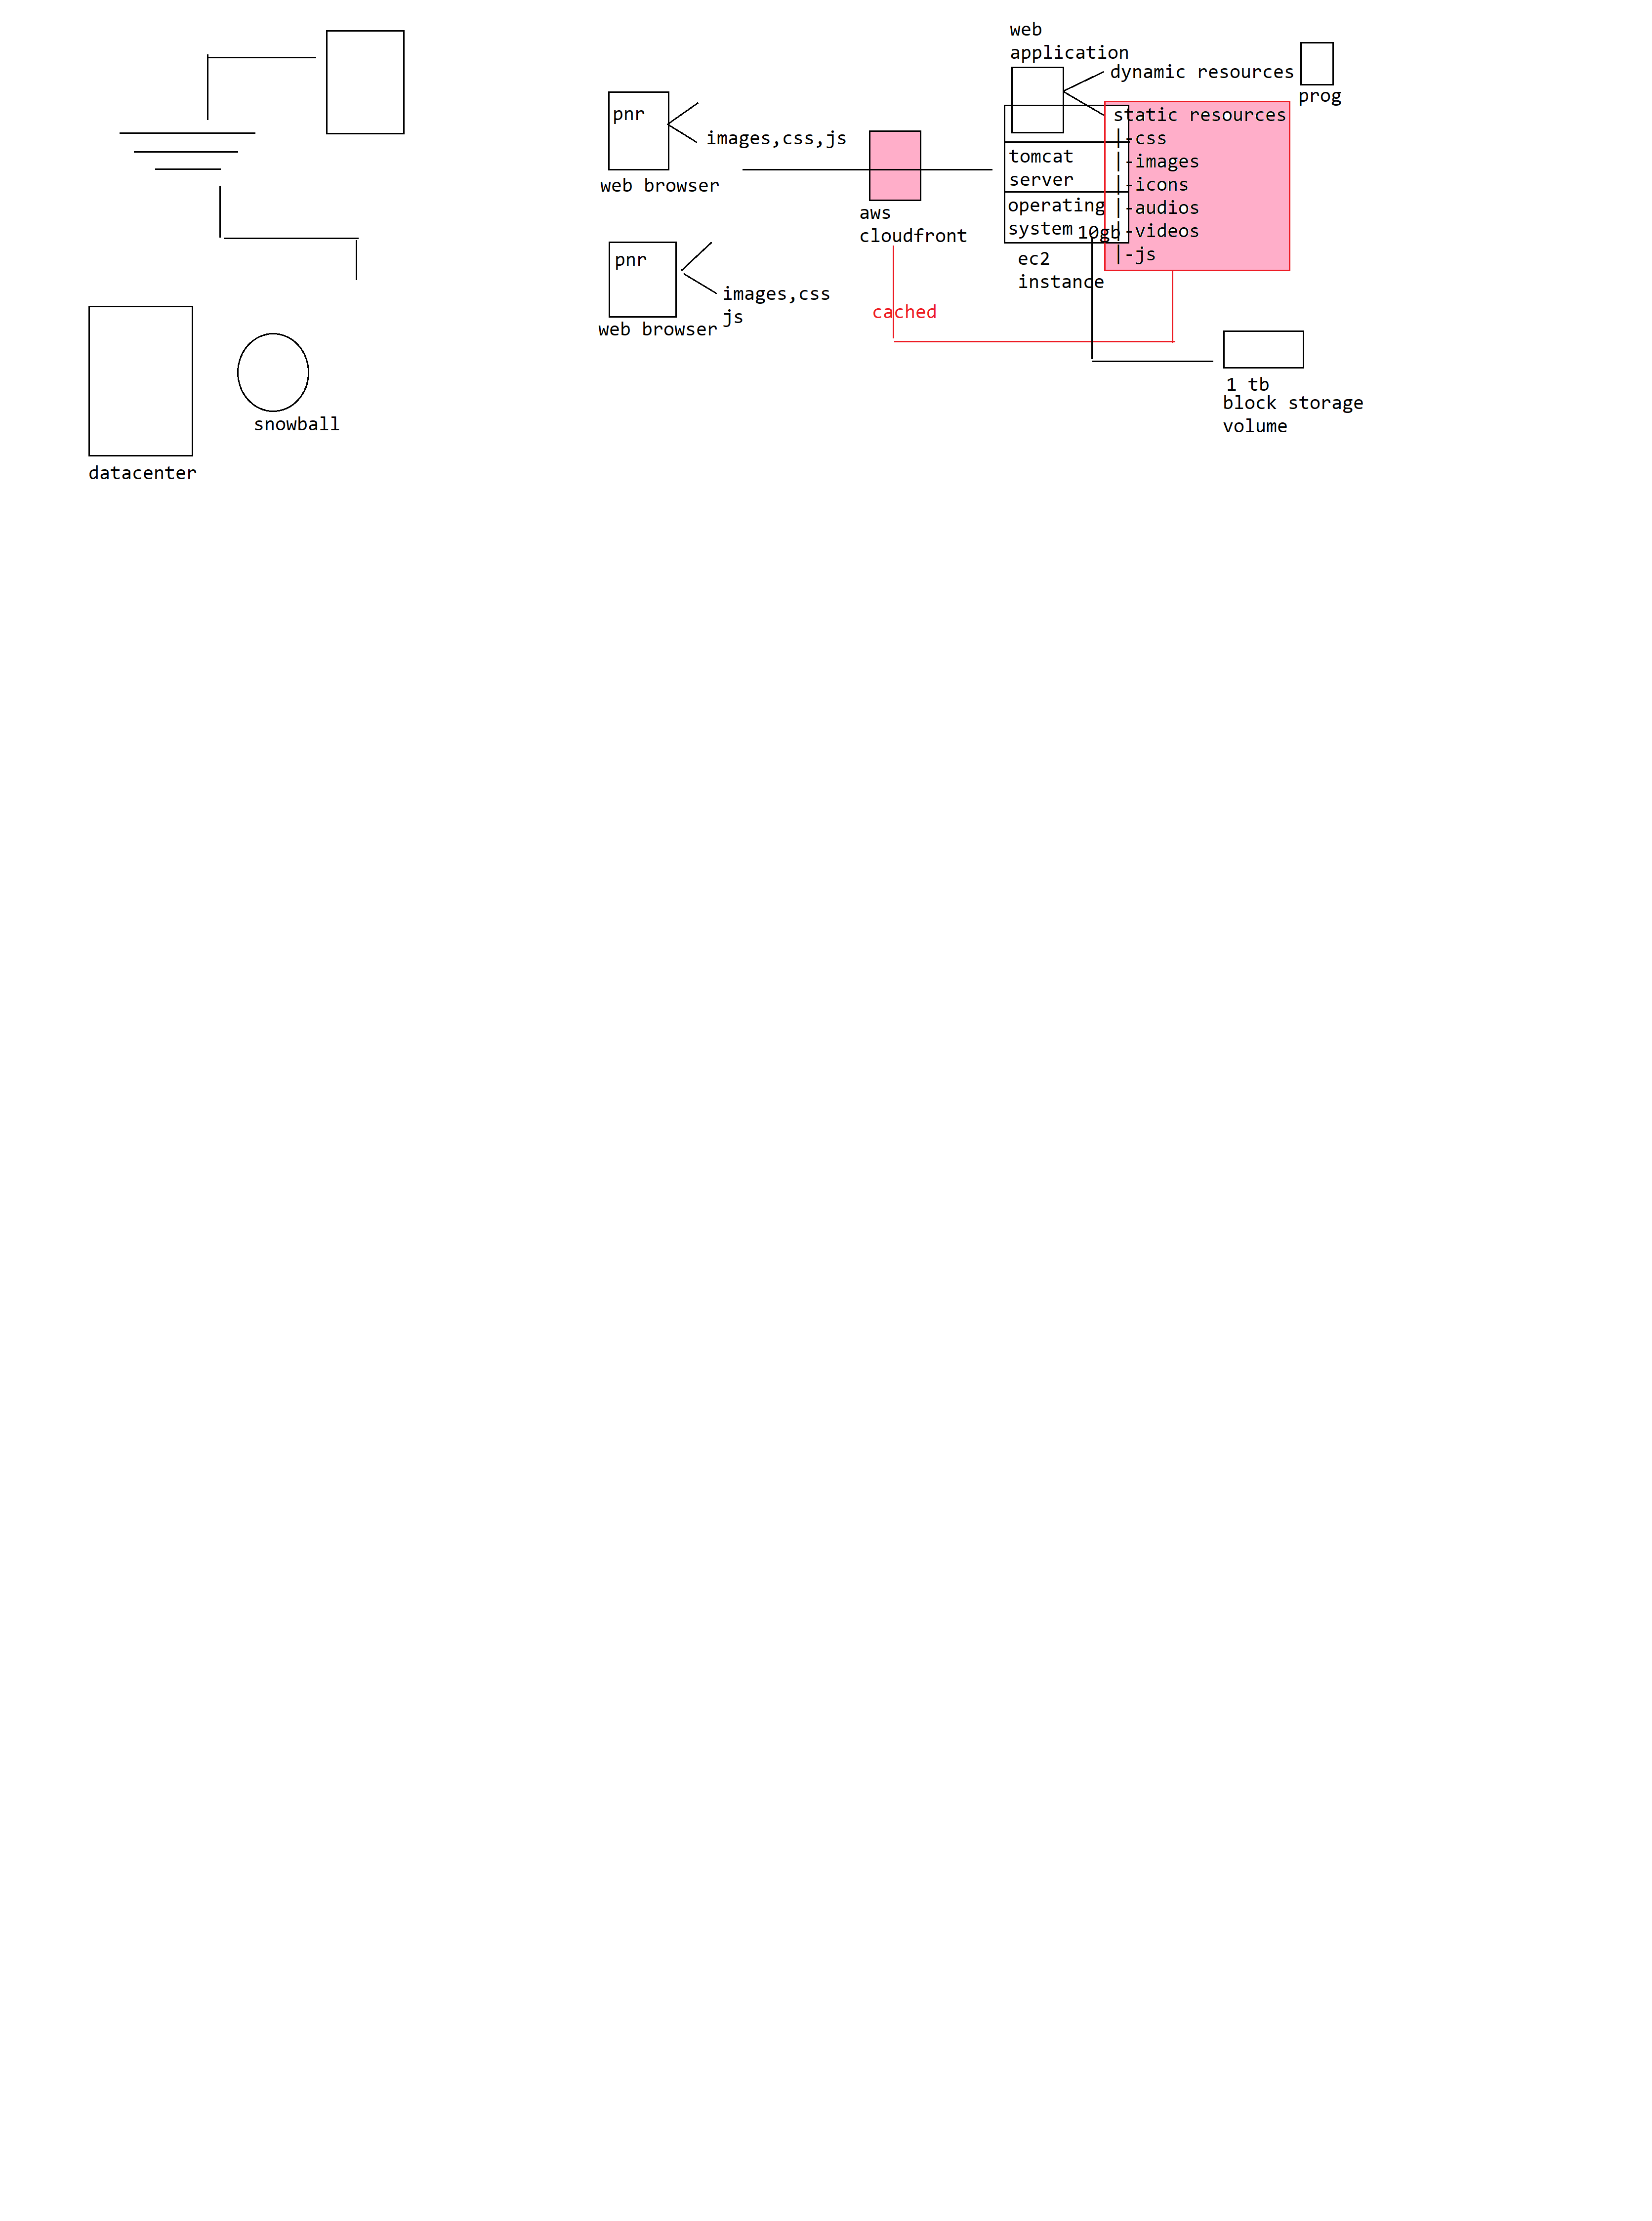 web
application
dynamic resources
prog
pnr
images,css,js
web browser
static resources
|-css
|-images
|-icons
|-audios
|-videos
|-js
tomcat
server
operating
system
10gb
ec2
instance
aws
cloudfront
pnr
images,css
js
web browser
cached
1 tb
block storage
volume
snowball
datacenter